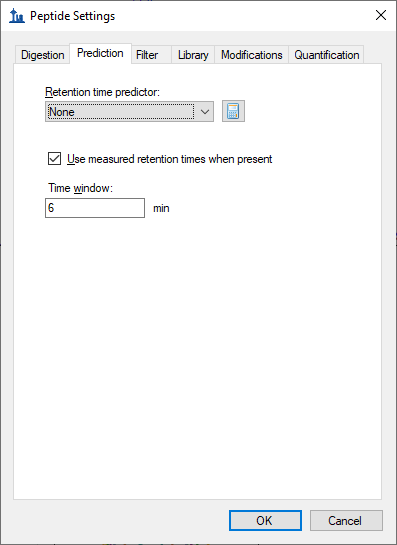 Peptide Settings
Digestion Prediction Filter Library Modifications Quantification
Retention time predictor:
None
Use measured retention times when present
Time window:
6 min
OK Cancel